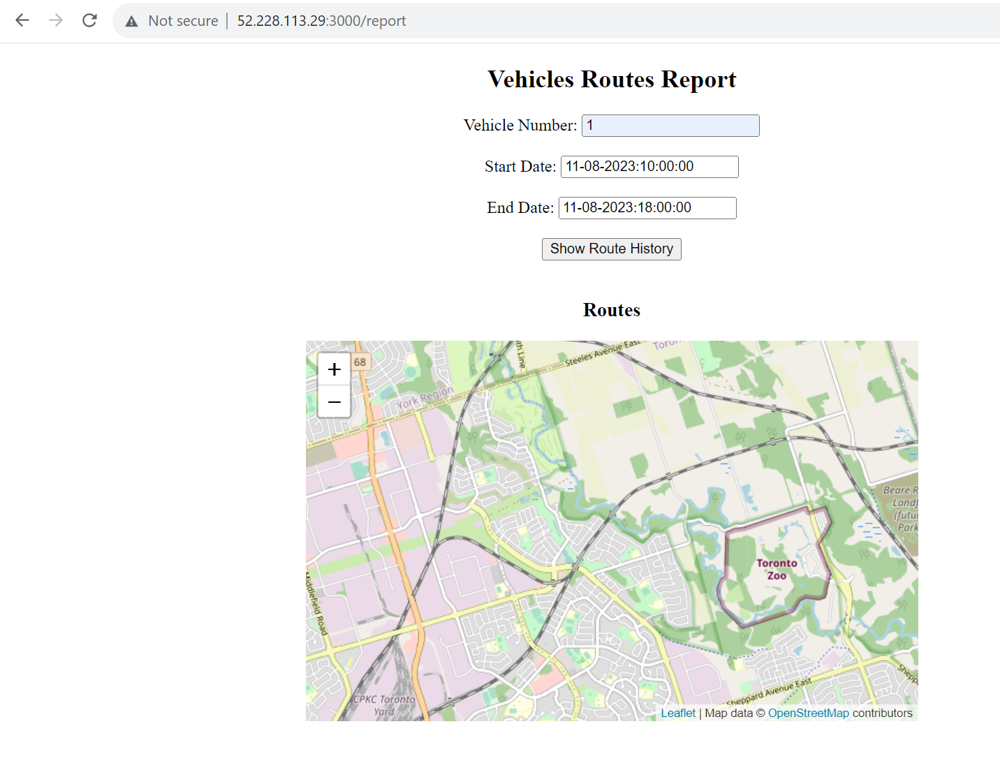 Not secure | 52.228.113.29:3000/report
Vehicles Routes Report
Vehicle Number: 1
Start Date: 11-08-2023:10:00:00
End Date: 11-08-2023:18:00:00
Show Route History
Routes
+
−
68
th Line
Steeles Avenue East
Toron
York Region
Beare R
Landf
(futu
Park
Toronto
Zoo
Middlefield Road
CPKC Toronto
Yard
Sheppard Avenue East
Shepp
Leaflet | Map data © OpenStreetMap contributors